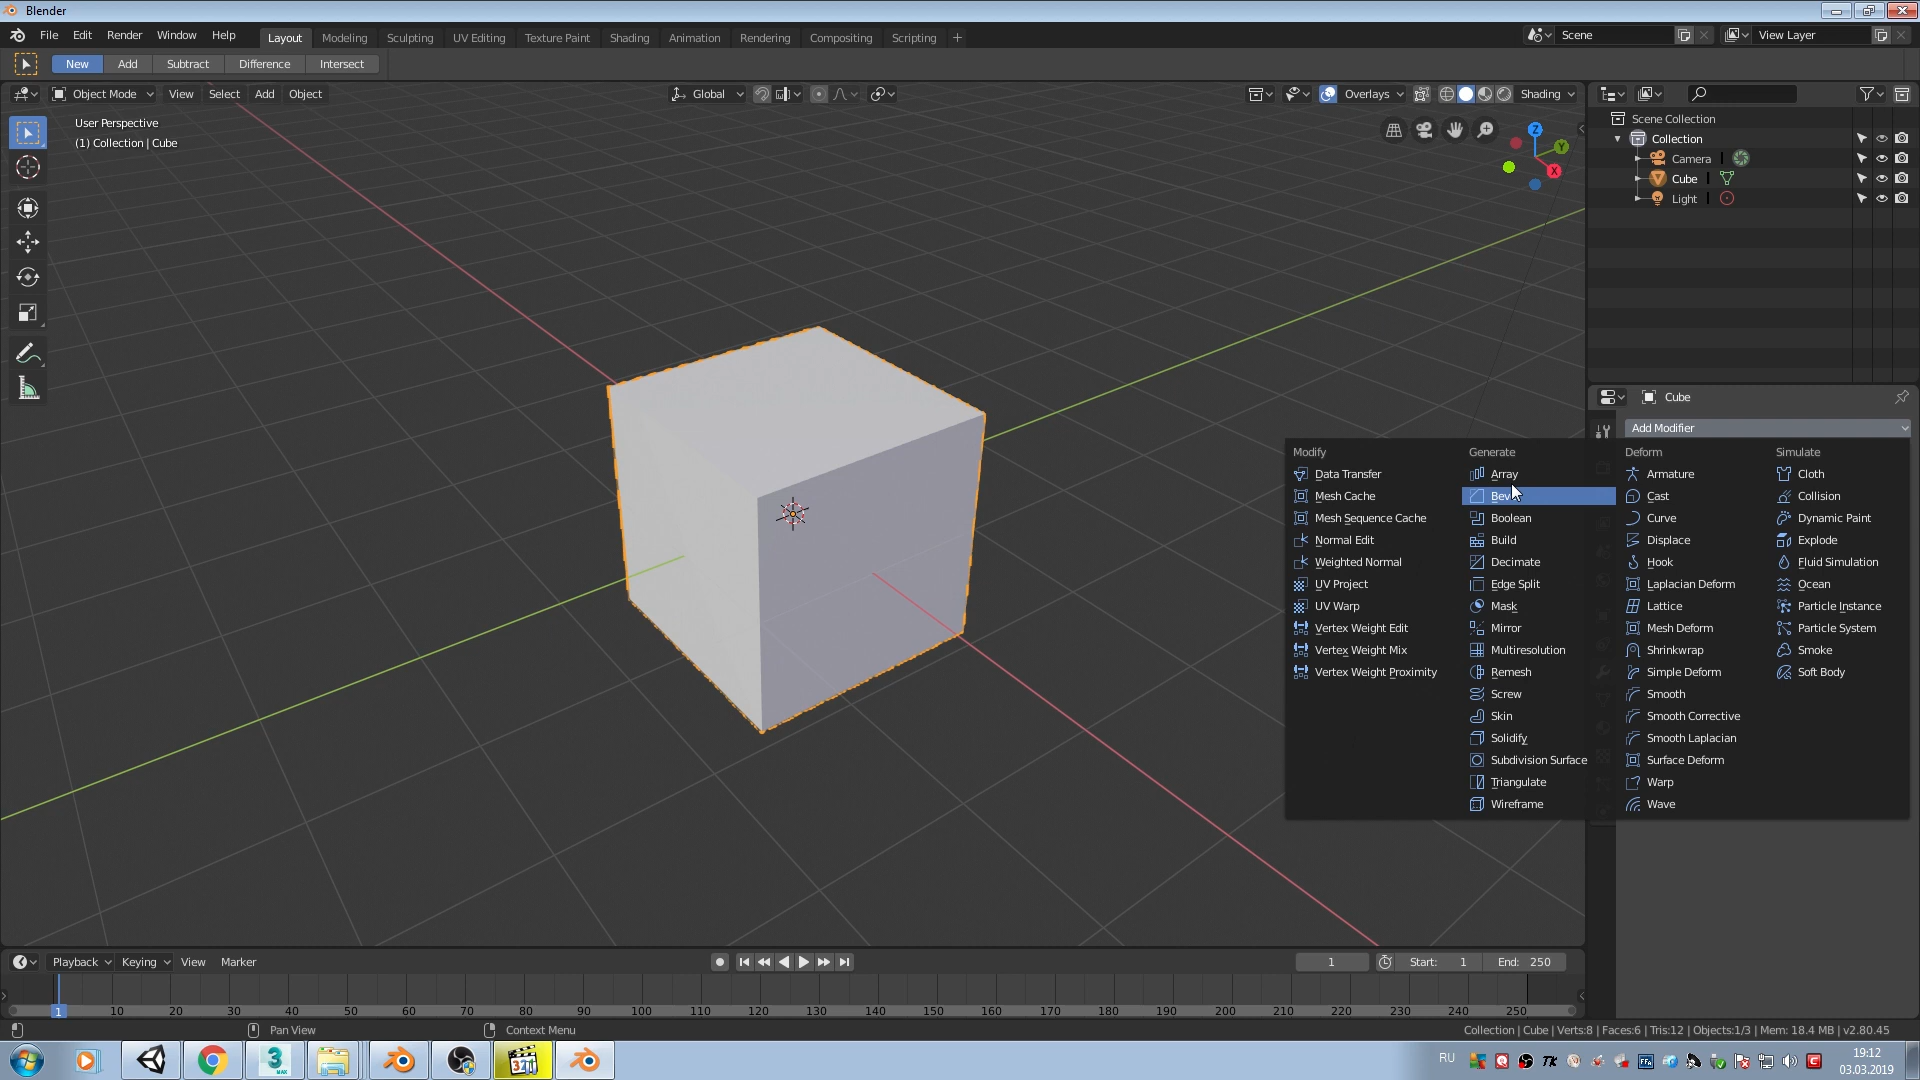 Blender
File Edit Render Window Help Layout Modeling Sculpting UV Editing Texture Paint Shading Animation Rendering Compositing Scripting + Scene View Layer
New Add Subtract Difference Intersect
Object Mode View Select Add Object Global Overlays Shading
User Perspective
(1) Collection | Cube
Z
Y
X
Scene Collection
Collection
Camera
Cube
Light
Cube
Add Modifier
Modify Generate Deform Simulate
Data Transfer Array Armature Cloth
Mesh Cache Cast Collision
Mesh Sequence Cache Boolean Curve Dynamic Paint
Normal Edit Build Displace Explode
Weighted Normal Decimate Hook Fluid Simulation
UV Project Edge Split Laplacian Deform Ocean
UV Warp Mask Lattice Particle Instance
Vertex Weight Edit Mirror Mesh Deform Particle System
Vertex Weight Mix Multiresolution Shrinkwrap Smoke
Vertex Weight Proximity Remesh Simple Deform Soft Body
Screw Smooth
Skin Smooth Corrective
Solidify Smooth Laplacian
Subdivision Surface Surface Deform
Triangulate Warp
Wireframe Wave
Playback Keying View Marker 1 Start: 1 End: 250
1 10 20 30 40 50 60 70 80 90 100 110 120 130 140 150 160 170 180 190 200 210 220 230 240 250
Pan View Context Menu Collection | Cube | Verts:8 | Faces:6 | Tris:12 | Objects:1/3 | Mem: 18.4 MB | v2.80.45
3 MAX RU TK FFA 19:12
03.03.2019